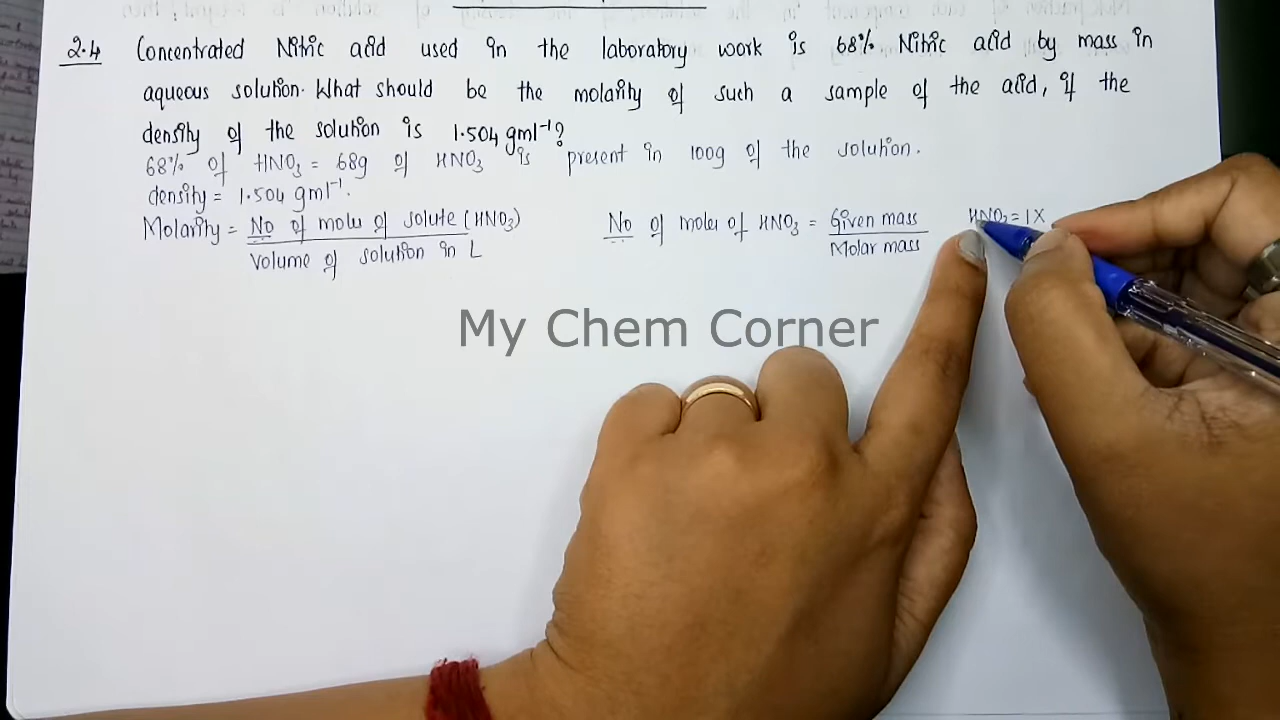 2.4 Concentrated Nitric acid used in the laboratory work is 68% Nitric acid by mass in
aqueous solution. What should be the molarity of such a sample of the acid, if the
density of the solution is 1.504 gml⁻¹?
68% of HNO₃ = 68g of HNO₃ is present in 100g of the solution.
density = 1.504 gml⁻¹.
Molarity = No of moles of solute (HNO₃)
Volume of solution in L
No of moles of HNO₃ = Given mass
Molar mass
HNO₃ = 1X
My Chem Corner